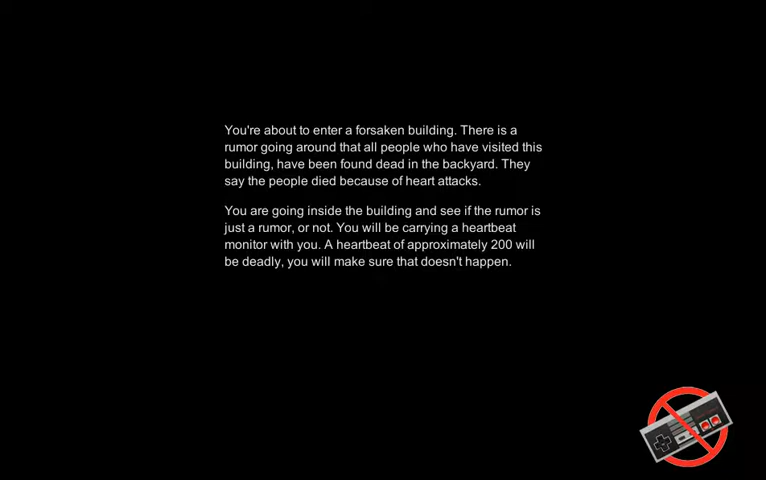 You're about to enter a forsaken building. There is a
rumor going around that all people who have visited this
building, have been found dead in the backyard. They
say the people died because of heart attacks.
You are going inside the building and see if the rumor is
just a rumor, or not. You will be carrying a heartbeat
monitor with you. A heartbeat of approximately 200 will
be deadly, you will make sure that doesn't happen.